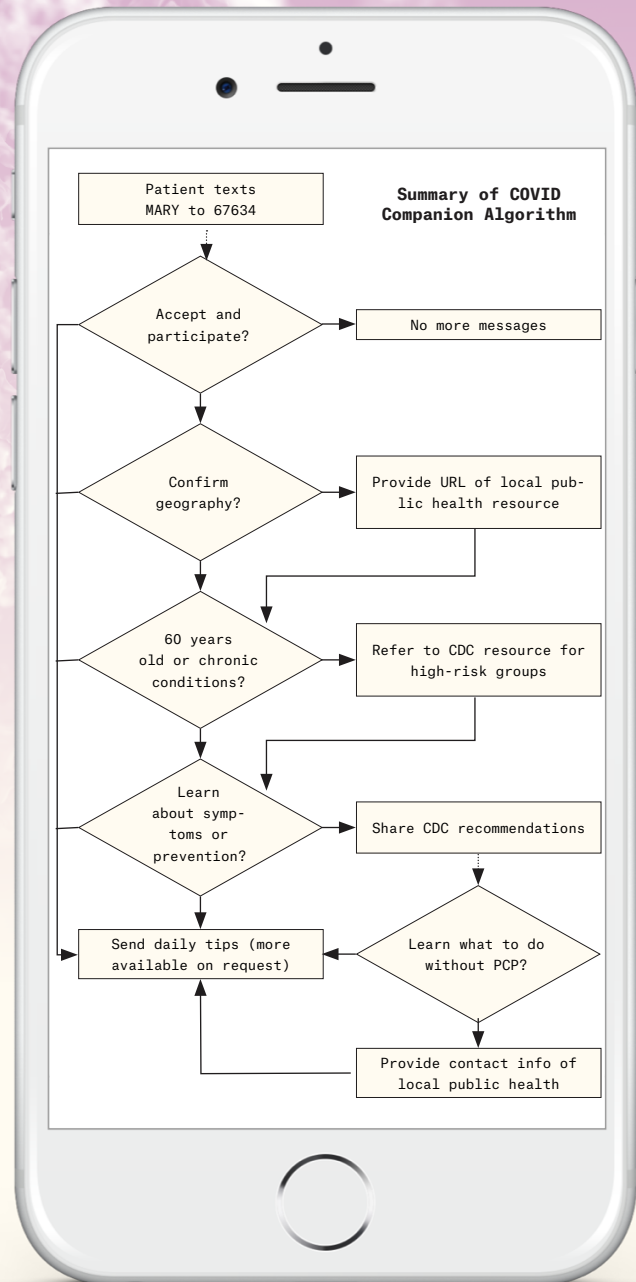 Patient texts
MARY to 67634
Summary of COVID
Companion Algorithm
Accept and
participate?
No more messages
Confirm
geography?
Provide URL of local pub-
lic health resource
60 years
old or chronic
conditions?
Refer to CDC resource for
high-risk groups
Learn
about symp-
toms or
prevention?
Share CDC recommendations
Send daily tips (more
available on request)
Learn what to do
without PCP?
Provide contact info of
local public health